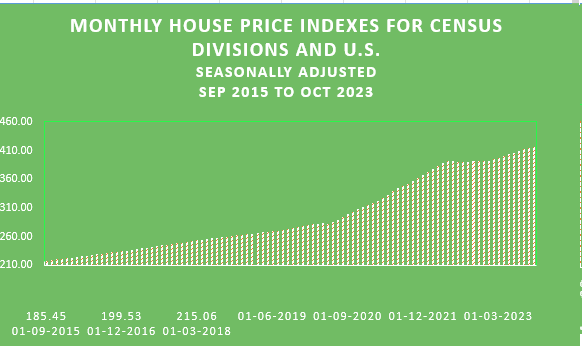 MONTHLY HOUSE PRICE INDEXES FOR CENSUS
DIVISIONS AND U.S.
SEASONALLY ADJUSTED
SEP 2015 TO OCT 2023
460.00
410.00
360.00
310.00
260.00
210.00
185.45 199.53 215.06 01-06-2019 01-09-2020 01-12-2021 01-03-2023
01-09-2015 01-12-2016 01-03-2018